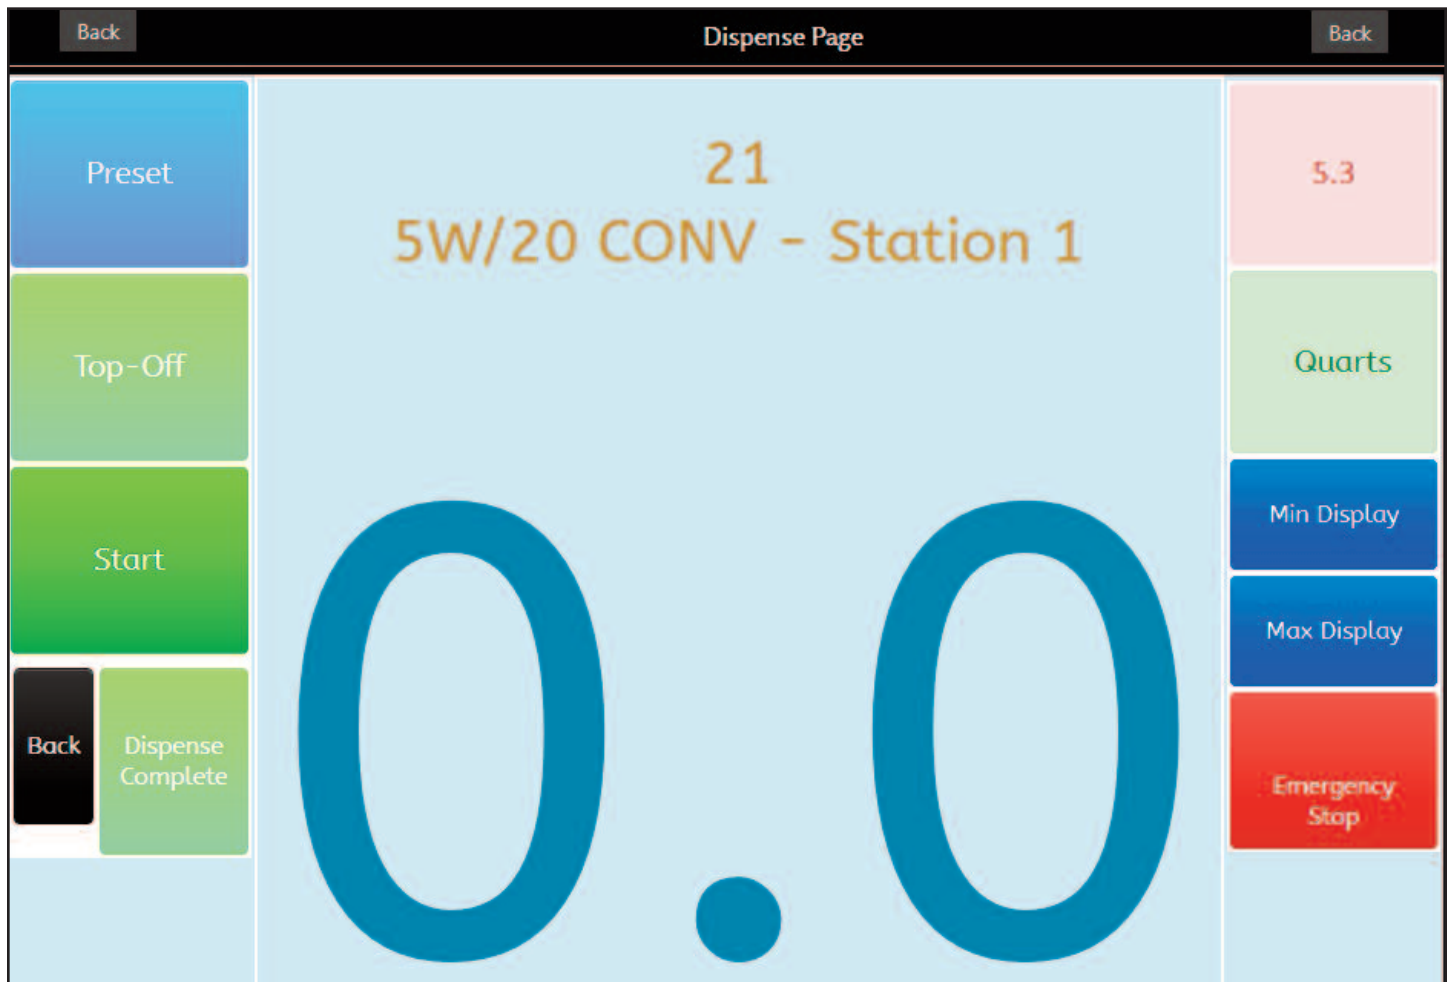 Back
Dispense Page
Back
Preset
Top-Off
Start
Back
Dispense
Complete
21
5W/20 CONV - Station 1
0.0
5.3
Quarts
Min Display
Max Display
Emergency
Stop